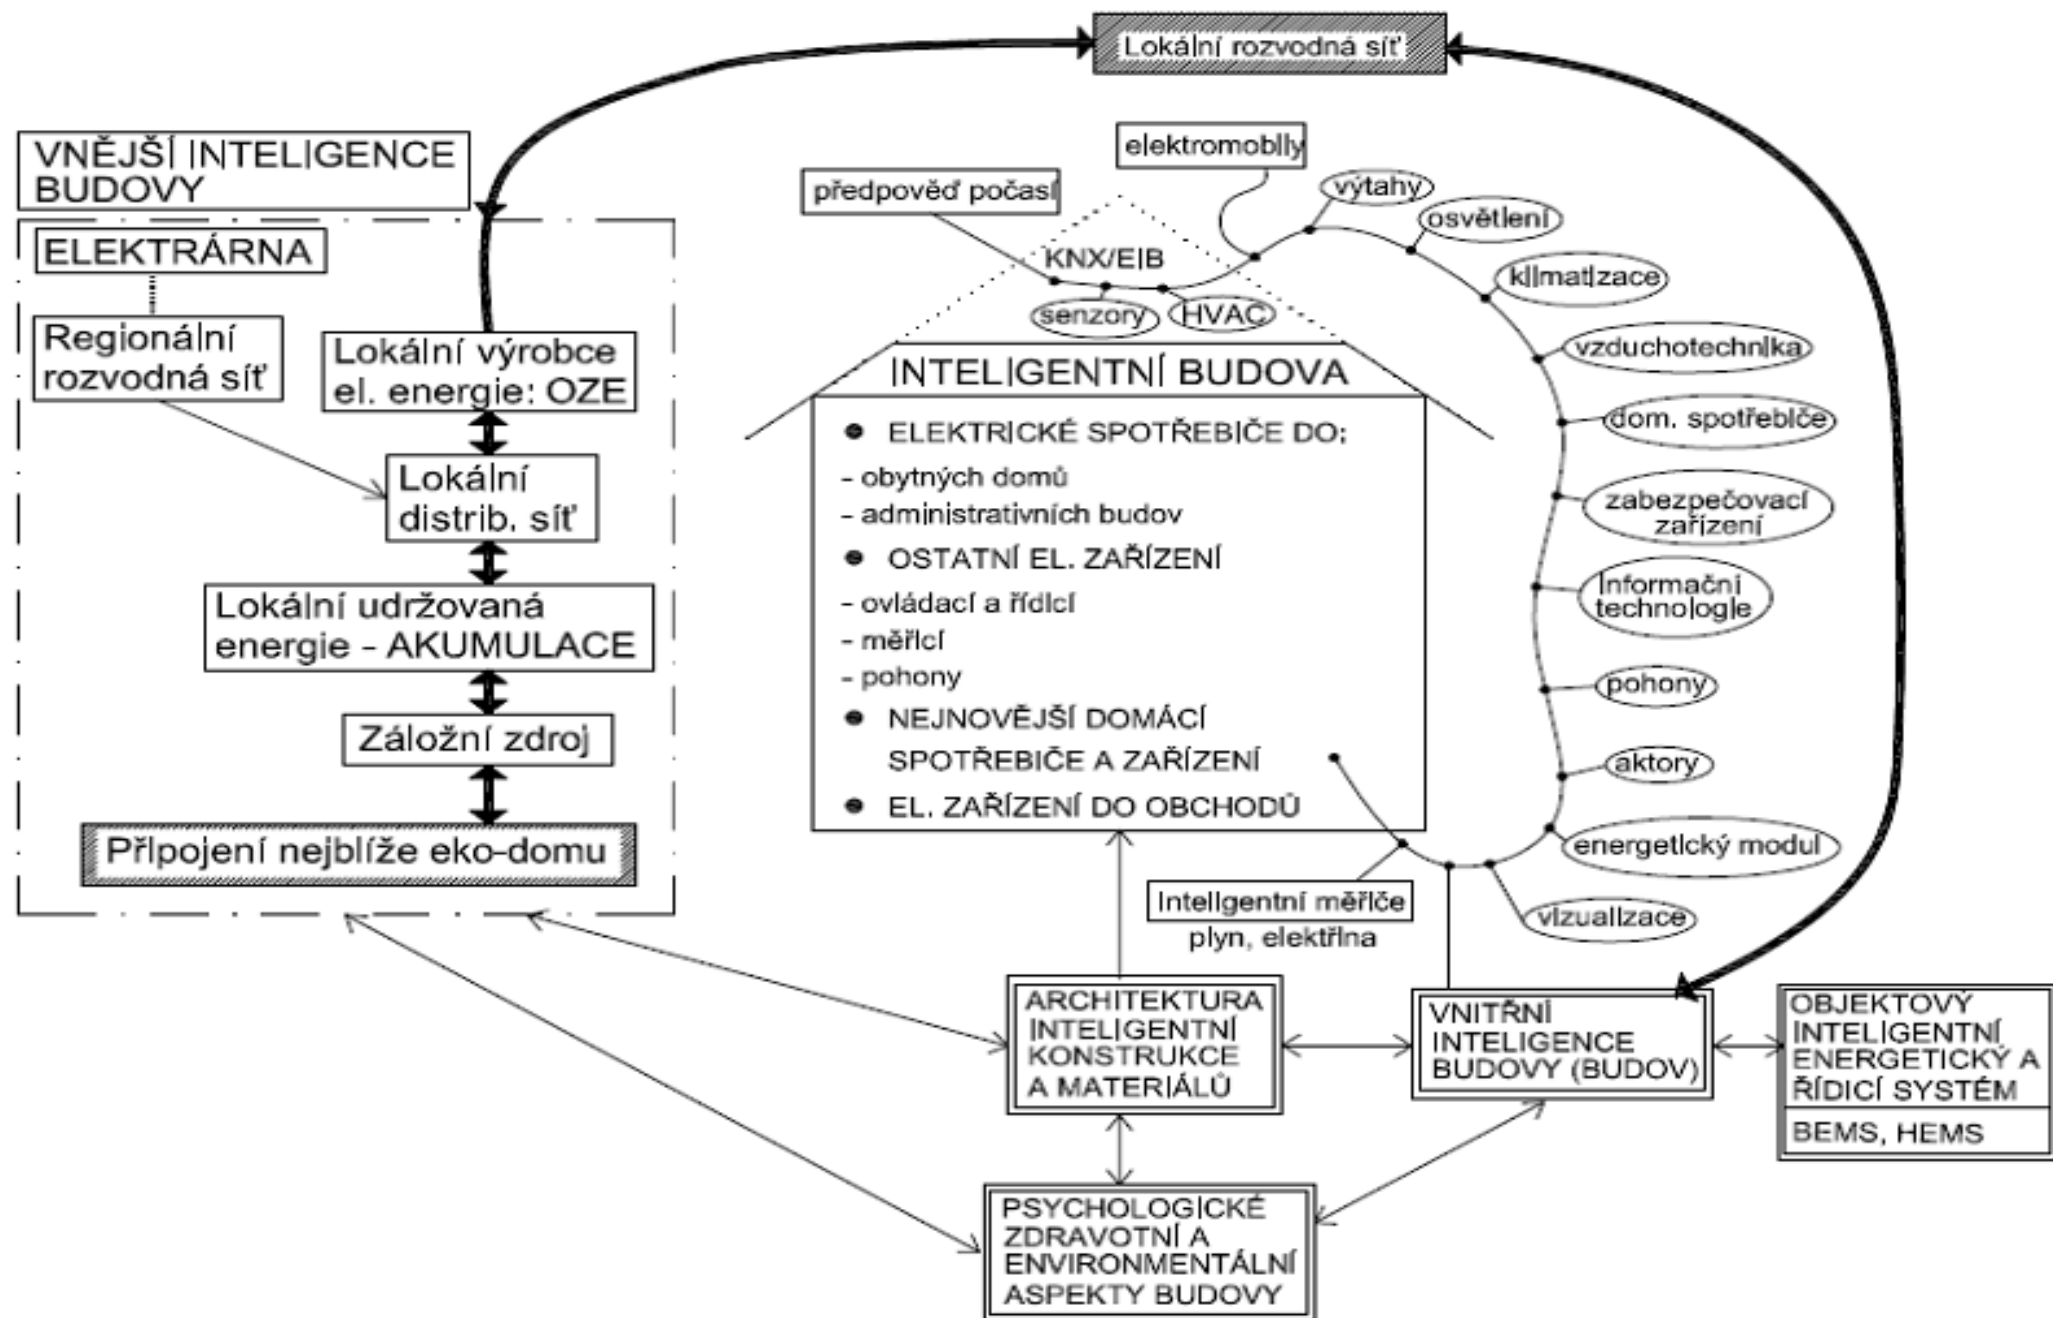 Lokální rozvodná síť
VNĚJŠÍ INTELIGENCE
BUDOVY
ELEKTRÁRNA
Regionální
rozvodná síť
Lokální výrobce
el. energie: OZE
Lokální
distrib. síť
Lokální udržovaná
energie - AKUMULACE
Záložní zdroj
Připojení nejblíže eko-domu
předpověď počasí
elektromobily
KNX/EIB
senzory
HVAC
výtahy
osvětlení
klimatizace
vzduchotechnika
dom. spotřebiče
zabezpečovací
zařízení
Informační
technologie
pohony
aktory
energetický modul
vizualizace
INTELIGENTNÍ BUDOVA
● ELEKTRICKÉ SPOTŘEBIČE DO:
- obytných domů
- administrativních budov
● OSTATNÍ EL. ZAŘÍZENÍ
- ovládací a řídicí
- měřicí
- pohony
● NEJNOVĚJŠÍ DOMÁCÍ
SPOTŘEBIČE A ZAŘÍZENÍ
● EL. ZAŘÍZENÍ DO OBCHODŮ
Inteligentní měřiče
plyn, elektřina
ARCHITEKTURA
INTELIGENTNÍ
KONSTRUKCE
A MATERIÁLŮ
VNITŘNÍ
INTELIGENCE
BUDOVY (BUDOV)
OBJEKTOVÝ
INTELIGENTNÍ
ENERGETICKÝ A
ŘÍDICÍ SYSTÉM
BEMS, HEMS
PSYCHOLOGICKÉ
ZDRAVOTNÍ A
ENVIRONMENTÁLNÍ
ASPEKTY BUDOVY